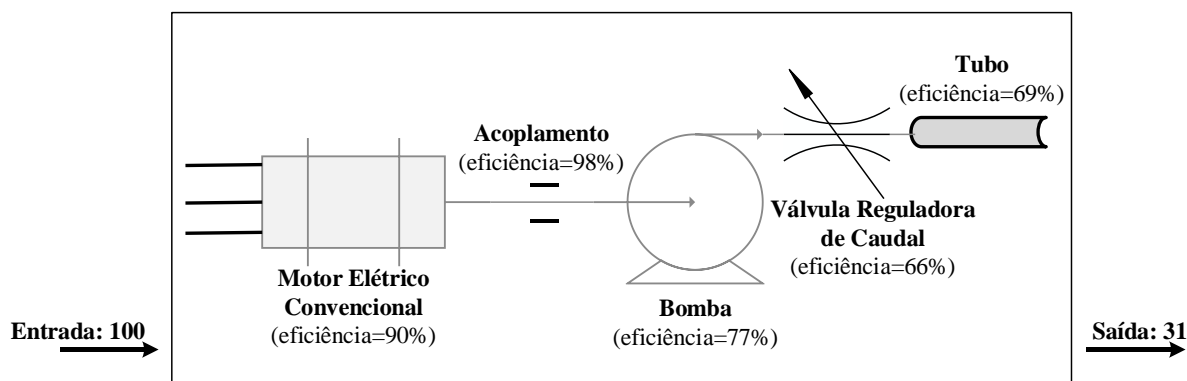 Tubo
(eficiência=69%)
Acoplamento
(eficiência=98%)
Válvula Reguladora
de Caudal
(eficiência=66%)
Motor Elétrico
Convencional
(eficiência=90%)
Bomba
(eficiência=77%)
Entrada: 100
Saída: 31